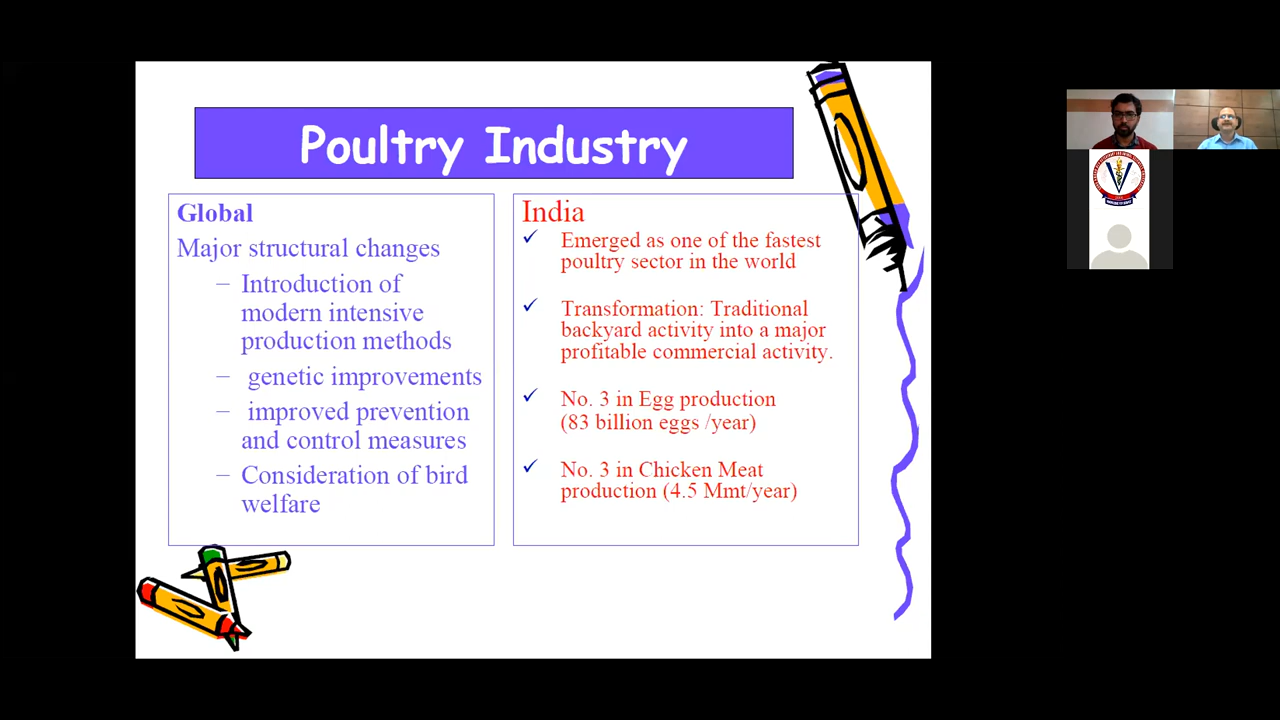 Poultry Industry
Global
Major structural changes
– Introduction of
modern intensive
production methods
– genetic improvements
– improved prevention
and control measures
– Consideration of bird
welfare
India
✓ Emerged as one of the fastest
poultry sector in the world
✓ Transformation: Traditional
backyard activity into a major
profitable commercial activity.
✓ No. 3 in Egg production
(83 billion eggs /year)
✓ No. 3 in Chicken Meat
production (4.5 Mmt/year)